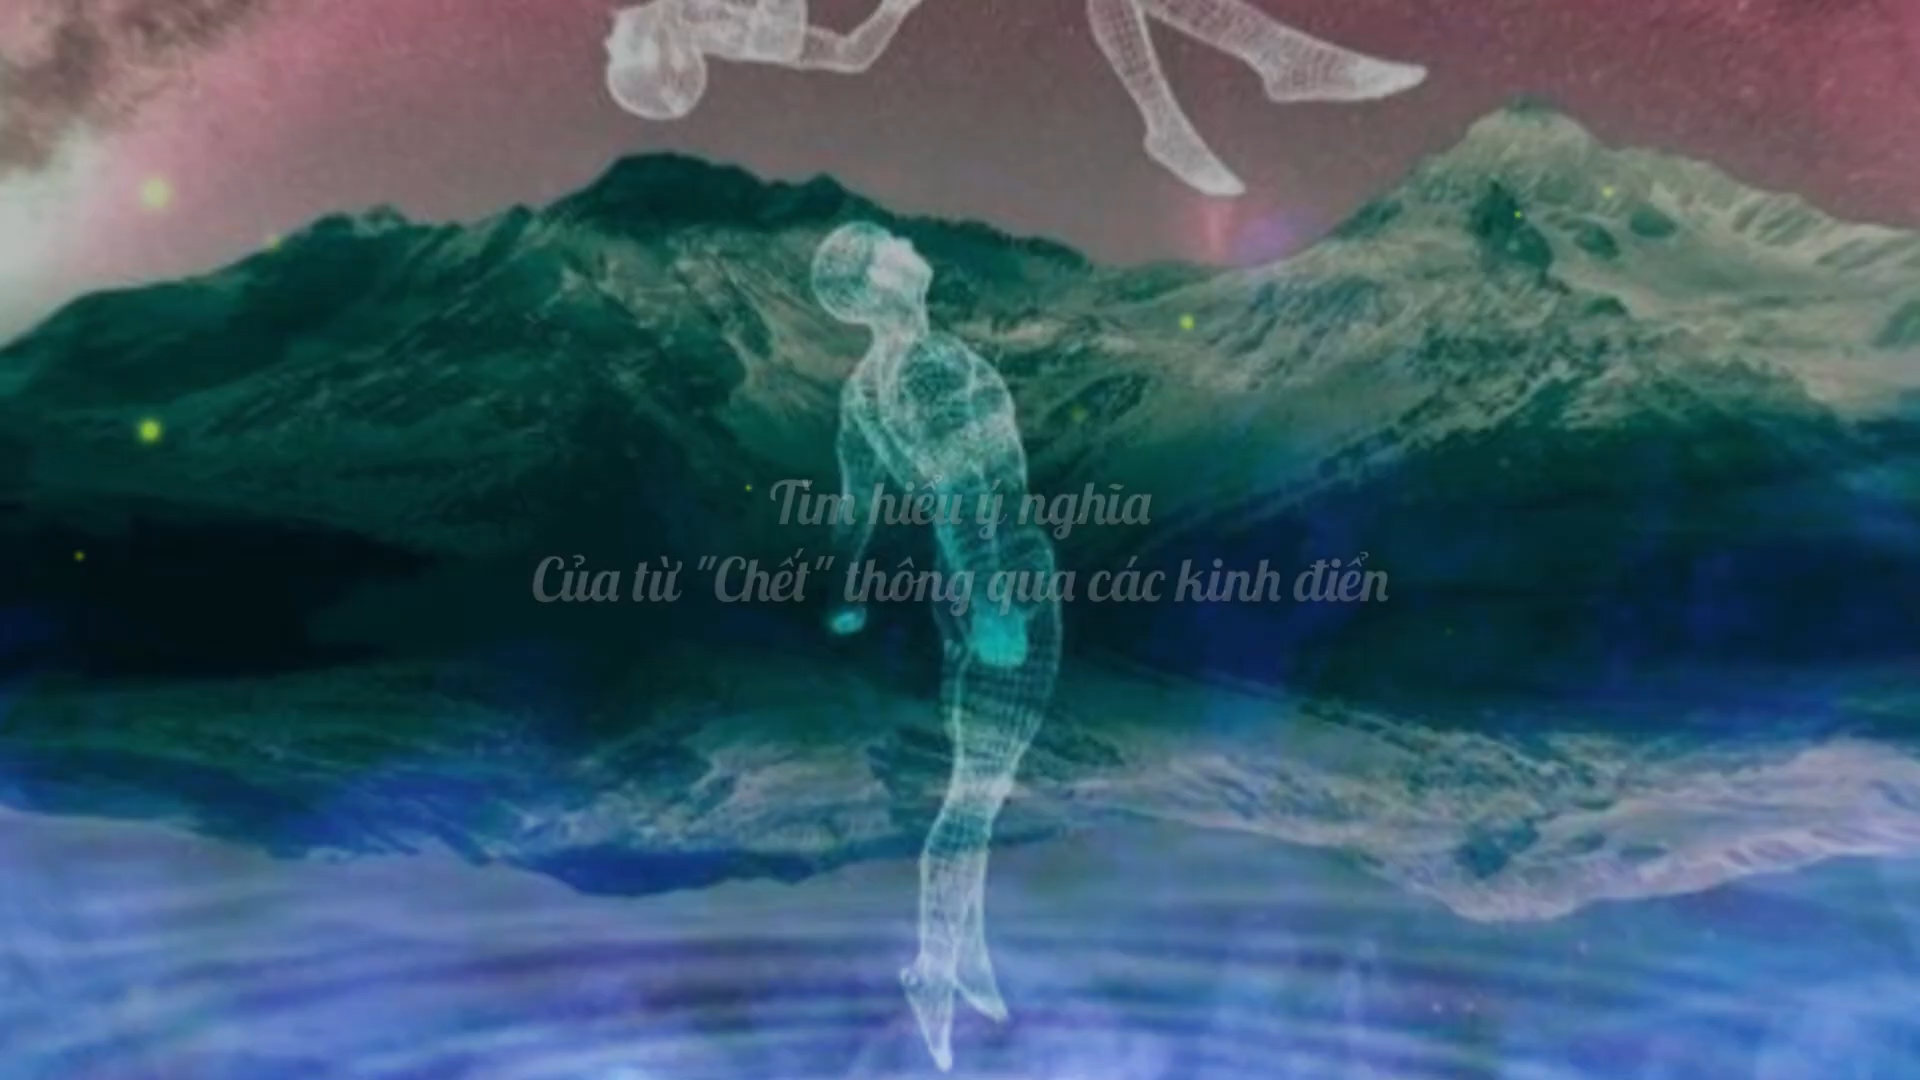 Tìm hiểu ý nghĩa
Của từ "Chết" thông qua các kinh điển